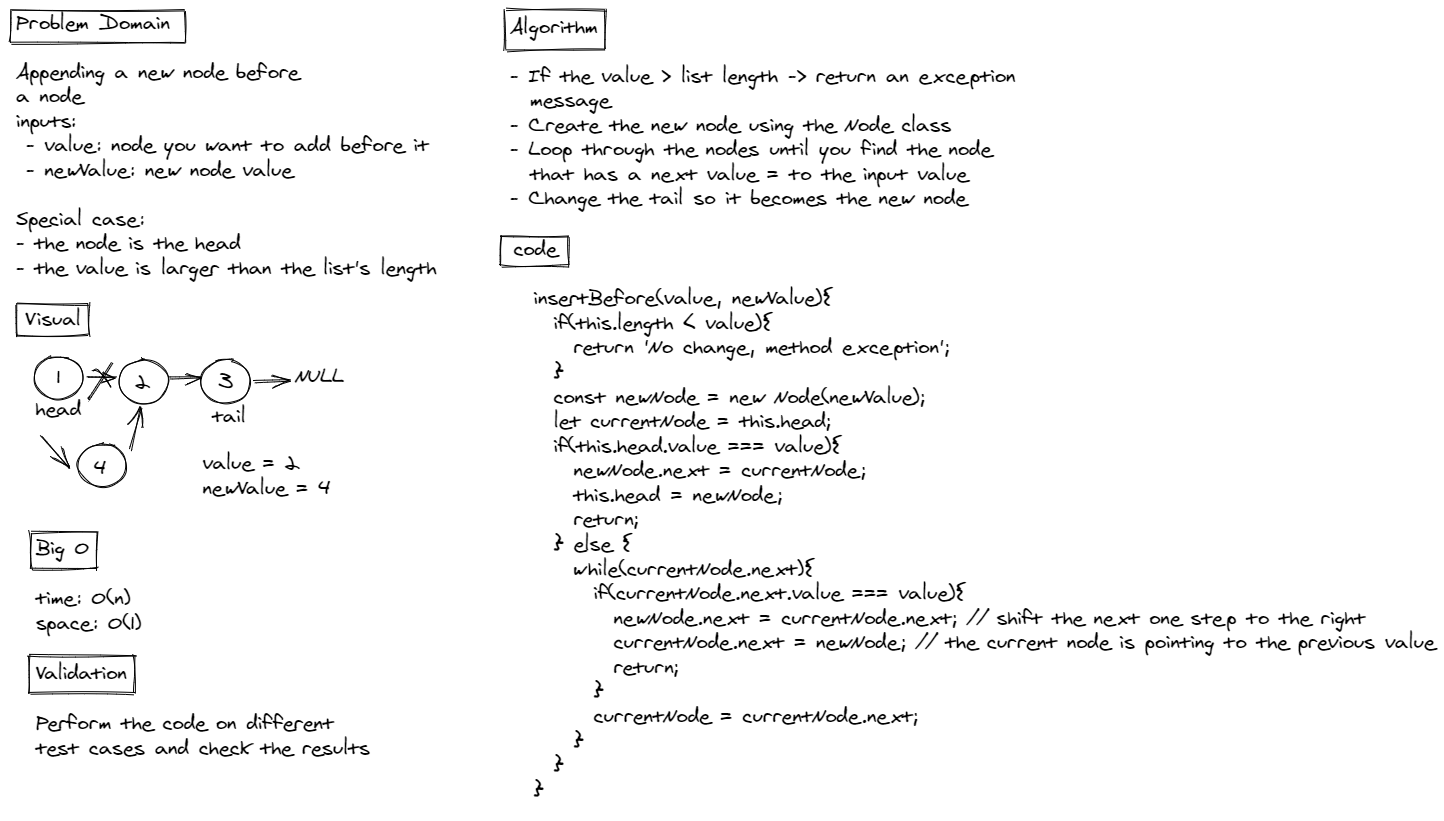 Problem Domain
Appending a new node before
a node
inputs:
- value: node you want to add before it
- newValue: new node value
Special case:
- the node is the head
- the value is larger than the list's length
Visual
1
2
3
NULL
head
tail
4
value = 2
newValue = 4
Big O
time: O(n)
space: O(1)
Validation
Perform the code on different
test cases and check the results
Algorithm
- If the value > list length -> return an exception
message
- Create the new node using the Node class
- Loop through the nodes until you find the node
that has a next value = to the input value
- Change the tail so it becomes the new node
code
insertBefore(value, newValue){
if(this.length < value){
return 'No change, method exception';
}
const newNode = new Node(newValue);
let currentNode = this.head;
if(this.head.value === value){
newNode.next = currentNode;
this.head = newNode;
return;
} else {
while(currentNode.next){
if(currentNode.next.value === value){
newNode.next = currentNode.next; // shift the next one step to the right
currentNode.next = newNode; // the current node is pointing to the previous value
return;
}
currentNode = currentNode.next;
}
}
}